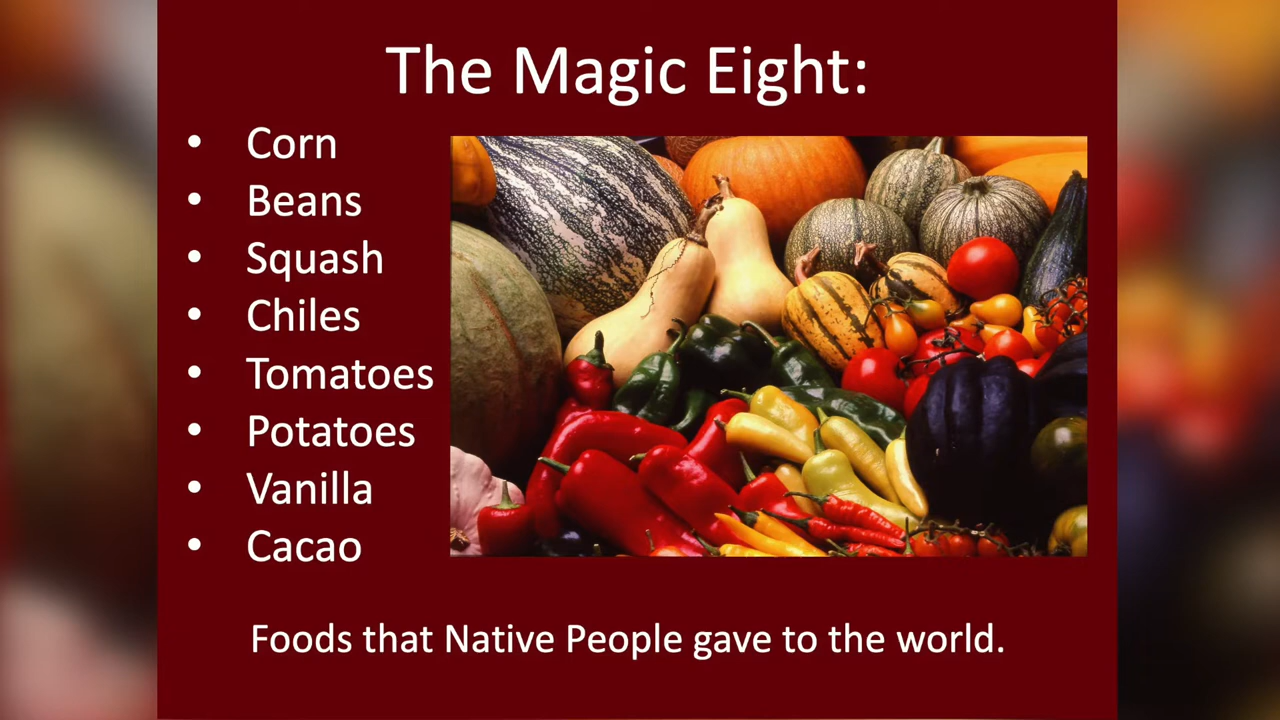 The Magic Eight:
• Corn
• Beans
• Squash
• Chiles
• Tomatoes
• Potatoes
• Vanilla
• Cacao
Foods that Native People gave to the world.